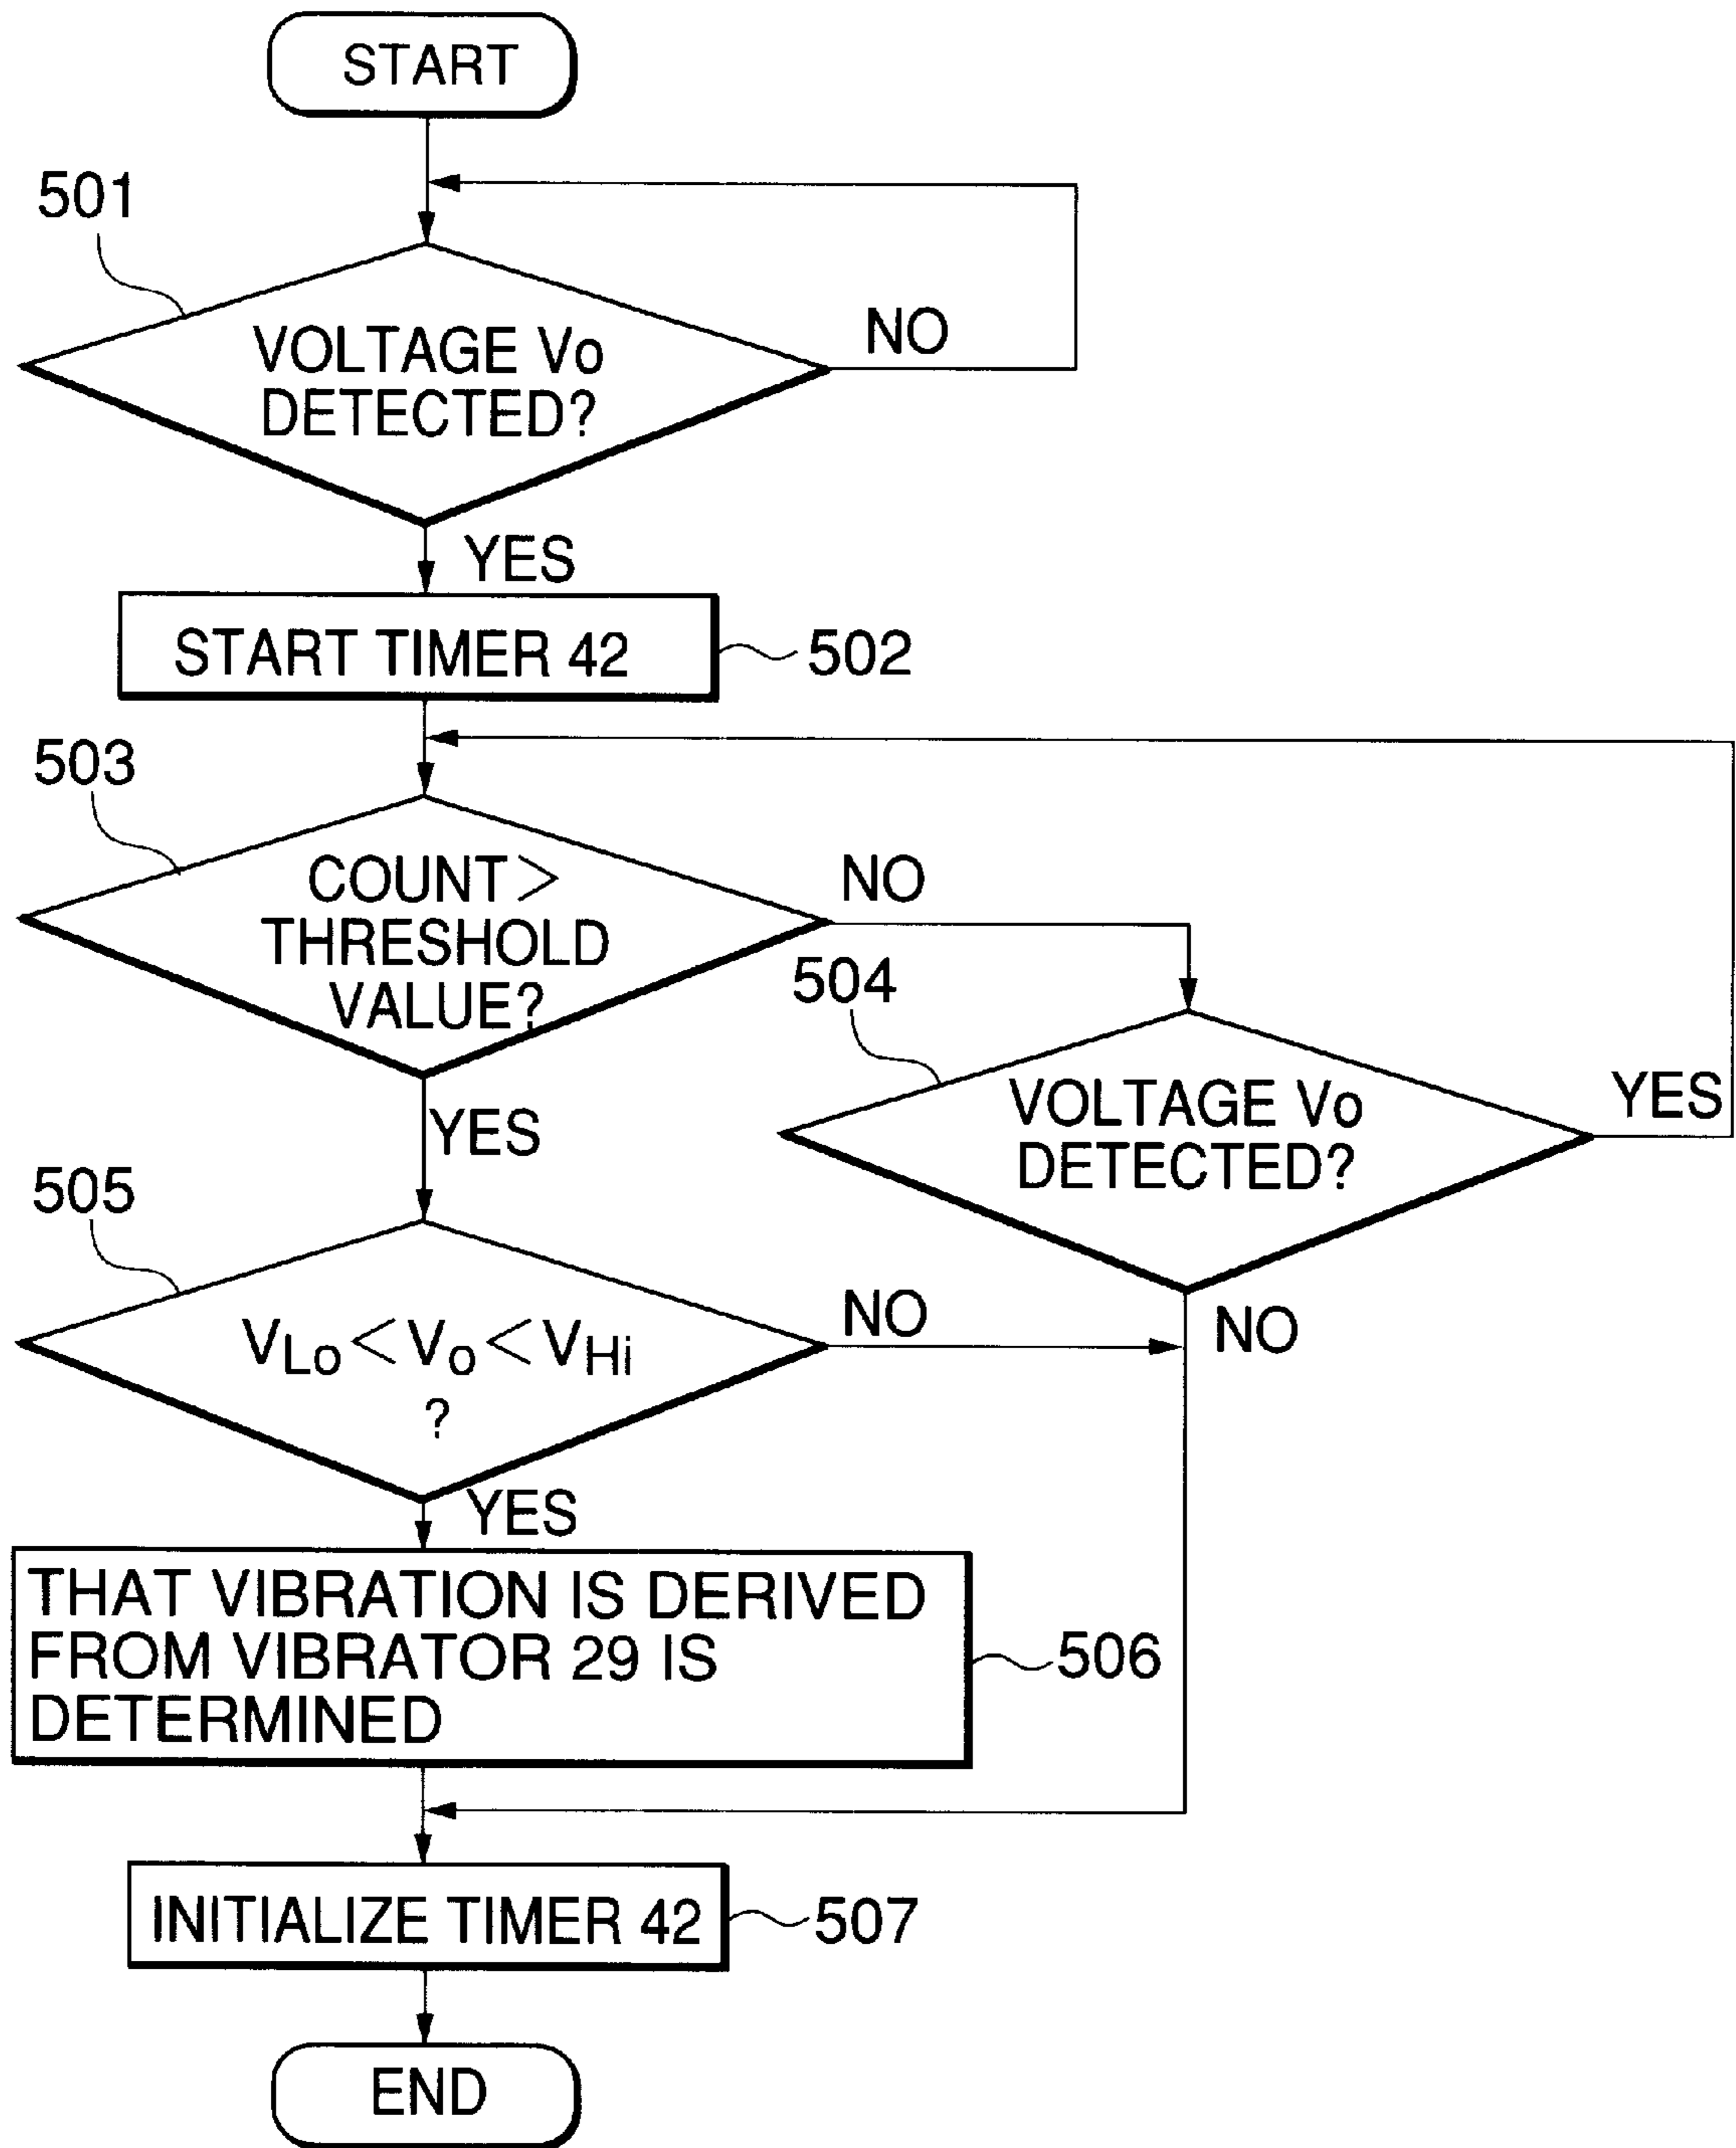 START
501
VOLTAGE Vo
DETECTED?
NO
YES
START TIMER 42
502
503
COUNT>
THRESHOLD
VALUE?
NO
504
VOLTAGE Vo
DETECTED?
YES
NO
YES
505
VLo<Vo<VHi
?
NO
YES
THAT VIBRATION IS DERIVED
FROM VIBRATOR 29 IS
DETERMINED
506
INITIALIZE TIMER 42
507
END